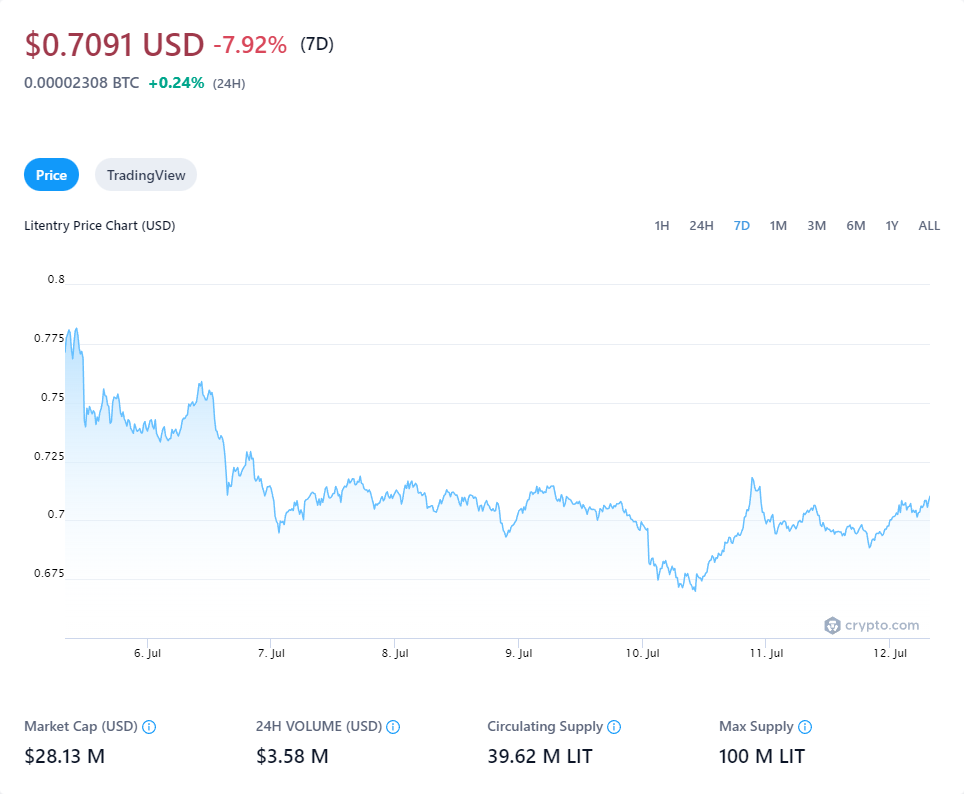 $0.7091 USD -7.92% (7D)
0.00002308 BTC +0.24% (24H)
Price TradingView
Litentry Price Chart (USD) 1H 24H 7D 1M 3M 6M 1Y ALL
0.8
0.775
0.75
0.725
0.7
0.675
crypto.com
6. Jul 7. Jul 8. Jul 9. Jul 10. Jul 11. Jul 12. Jul
Market Cap (USD) 24H VOLUME (USD) Circulating Supply Max Supply
$28.13 M $3.58 M 39.62 M LIT 100 M LIT